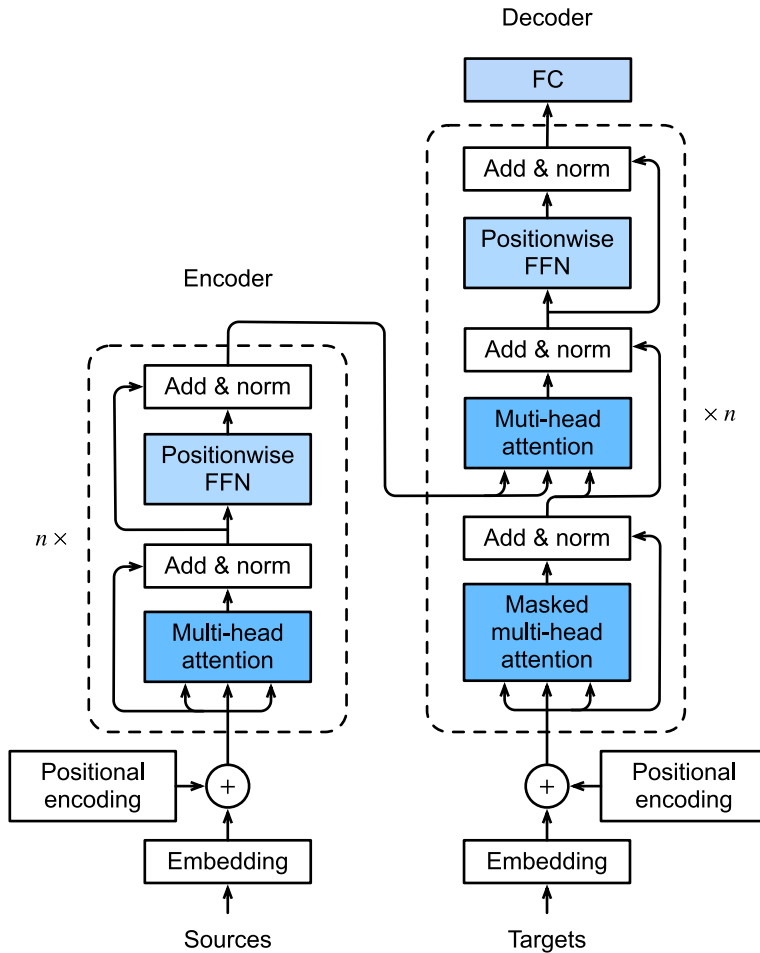 Decoder
FC
Add & norm
Positionwise
FFN
Add & norm
Muti-head
attention
× n
Add & norm
Masked
multi-head
attention
Positional
encoding
+
Embedding
Targets
Encoder
Add & norm
Positionwise
FFN
n ×
Add & norm
Multi-head
attention
Positional
encoding
+
Embedding
Sources